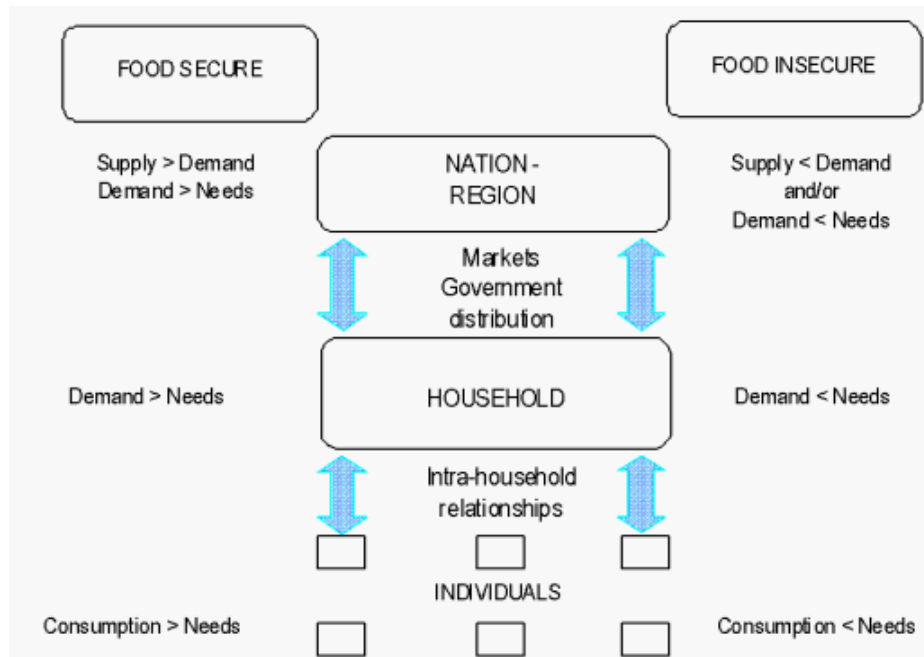 FOOD SECURE
FOOD INSECURE
Supply > Demand
Demand > Needs
NATION -
REGION
Supply < Demand
and/or
Demand < Needs
Markets
Government
distribution
Demand > Needs
HOUSEHOLD
Demand < Needs
Intra-household
relationships
INDIVIDUALS
Consumption > Needs
Consumption < Needs